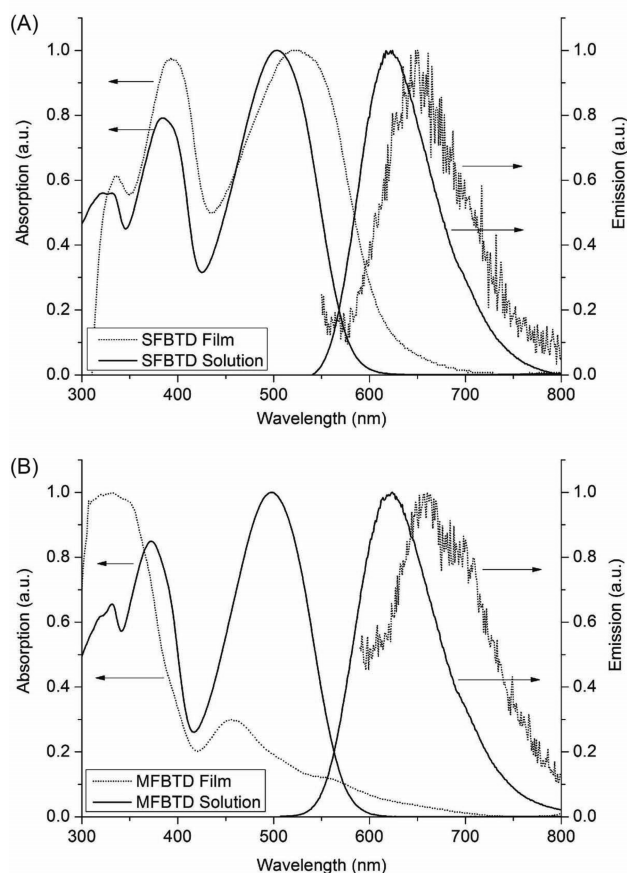 (A)
1.0
0.8
0.6
0.4
0.2
0.0
Absorption (a.u.)
1.0
0.8
0.6
0.4
0.2
0.0
Emission (a.u.)
SFBTD Film
SFBTD Solution
300 400 500 600 700 800
Wavelength (nm)
(B)
1.0
0.8
0.6
0.4
0.2
0.0
Absorption (a.u.)
1.0
0.8
0.6
0.4
0.2
0.0
Emission (a.u.)
MFBTD Film
MFBTD Solution
300 400 500 600 700 800
Wavelength (nm)